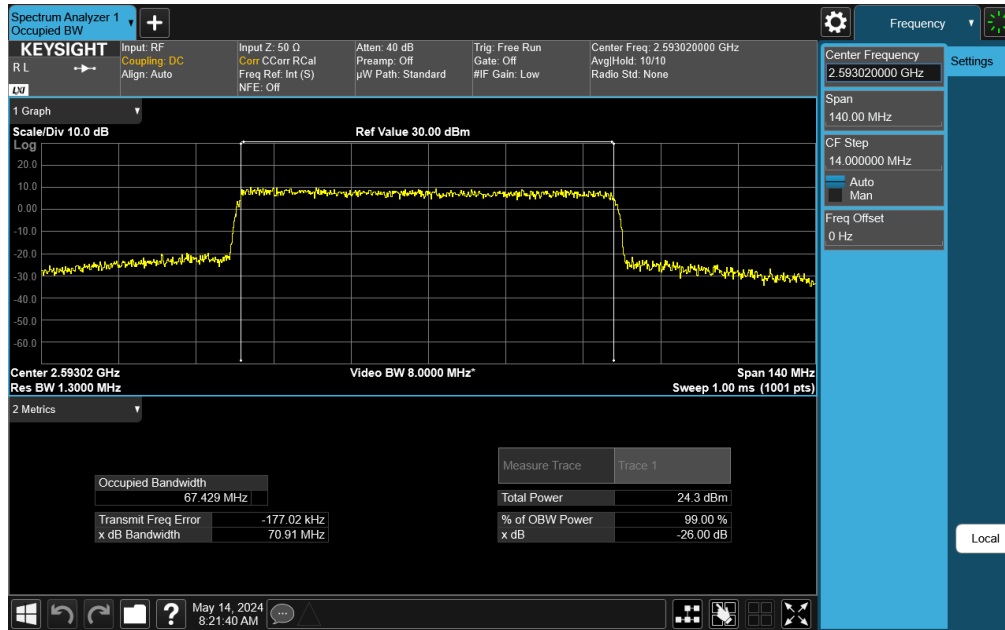 Spectrum Analyzer 1
Occupied BW
Frequency
KEYSIGHT
R L
LXI
Input: RF
Coupling: DC
Align: Auto
Input Z: 50 Ω
Corr CCorr RCal
Freq Ref: Int (S)
NFE: Off
Atten: 40 dB
Preamp: Off
µW Path: Standard
Trig: Free Run
Gate: Off
#IF Gain: Low
Center Freq: 2.593020000 GHz
Avg|Hold: 10/10
Radio Std: None
Center Frequency
2.593020000 GHz
Settings
Span
140.00 MHz
CF Step
14.000000 MHz
Auto
Man
Freq Offset
0 Hz
1 Graph
Scale/Div 10.0 dB
Ref Value 30.00 dBm
Log
20.0
10.0
0.00
-10.0
-20.0
-30.0
-40.0
-50.0
-60.0
Center 2.59302 GHz
Video BW 8.0000 MHz*
Span 140 MHz
Res BW 1.3000 MHz
Sweep 1.00 ms (1001 pts)
2 Metrics
Measure Trace
Trace 1
Occupied Bandwidth
67.429 MHz
Total Power
24.3 dBm
Transmit Freq Error
-177.02 kHz
% of OBW Power
99.00 %
x dB Bandwidth
70.91 MHz
x dB
-26.00 dB
Local
?
May 14, 2024
8:21:40 AM